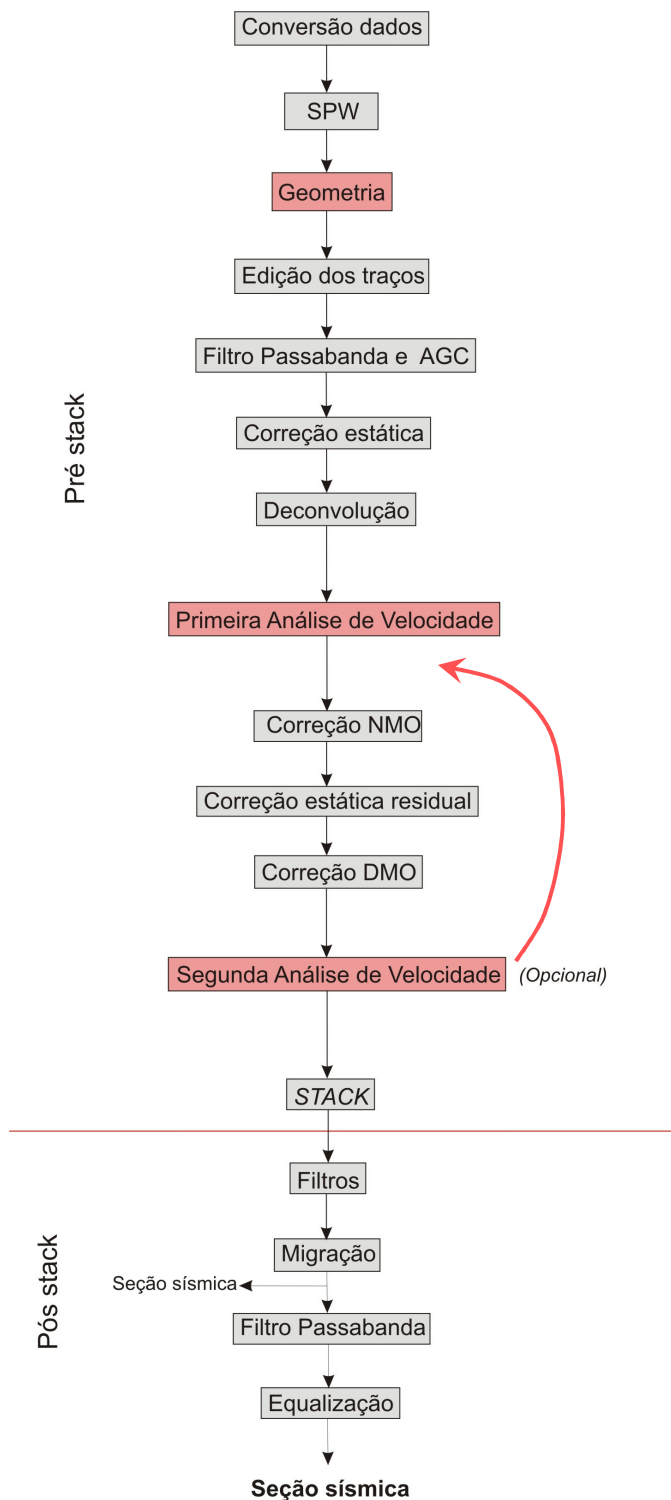 Conversão dados
SPW
Geometria
Edição dos traços
Filtro Passabanda e AGC
Pré stack
Correção estática
Deconvolução
Primeira Análise de Velocidade
Correção NMO
Correção estática residual
Correção DMO
Segunda Análise de Velocidade
(Opcional)
STACK
Filtros
Pós stack
Migração
Seção sísmica
Filtro Passabanda
Equalização
Seção sísmica